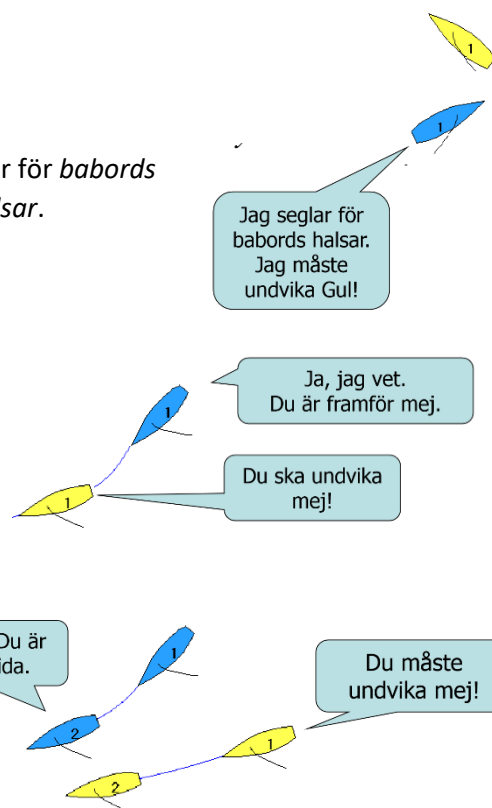 1
1
r för babords
lsar.
Jag seglar för
babords halsar.
Jag måste
undvika Gul!
Ja, jag vet.
Du är framför mej.
1
Du ska undvika
mej!
1
Du är
ida.
1
Du måste
undvika mej!
2
1
2